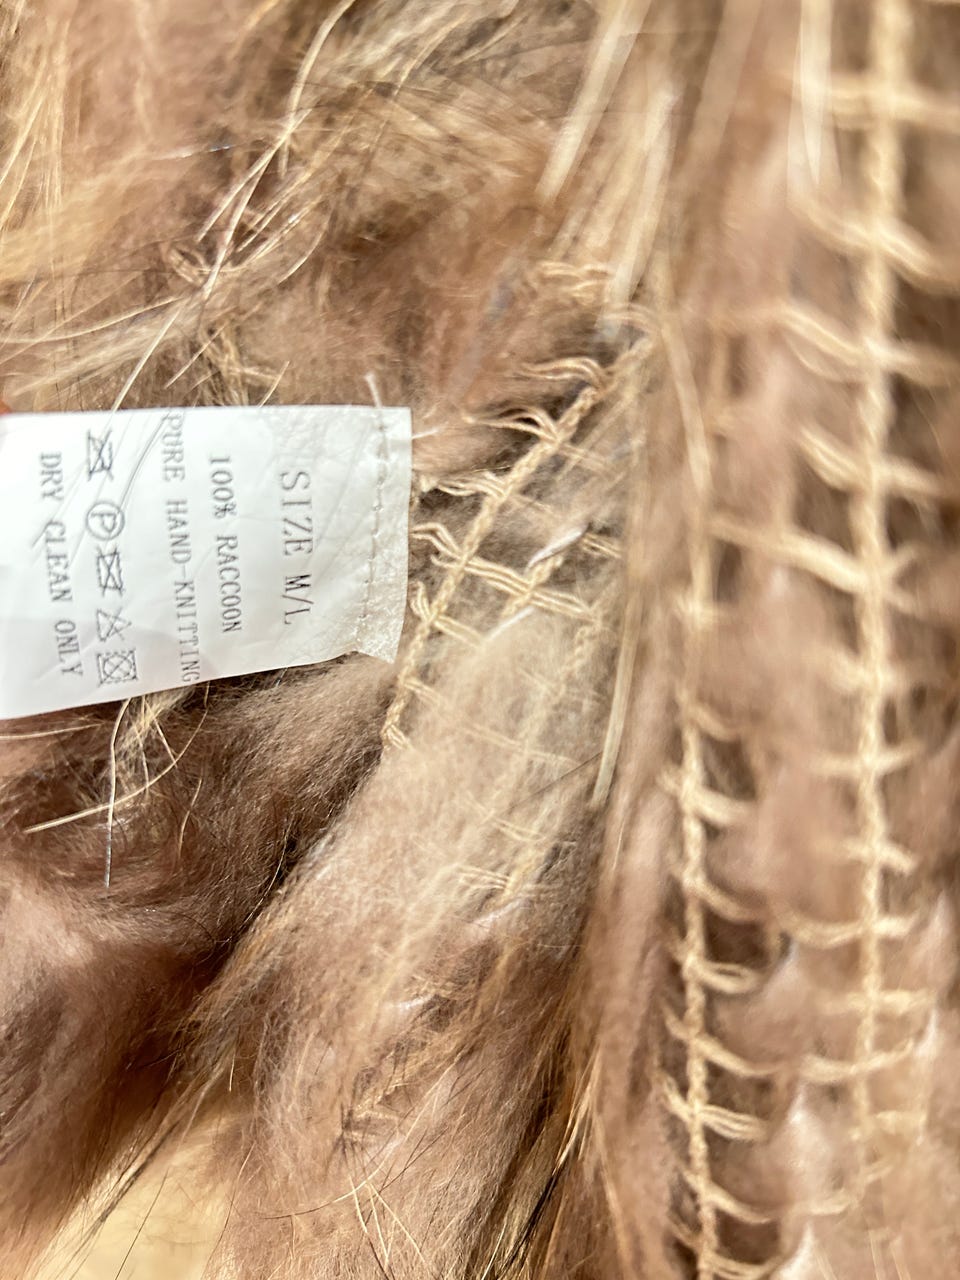 SIZE M/L
100% RACCOON
PURE HAND-KNITTING
P
DRY CLEAN ONLY